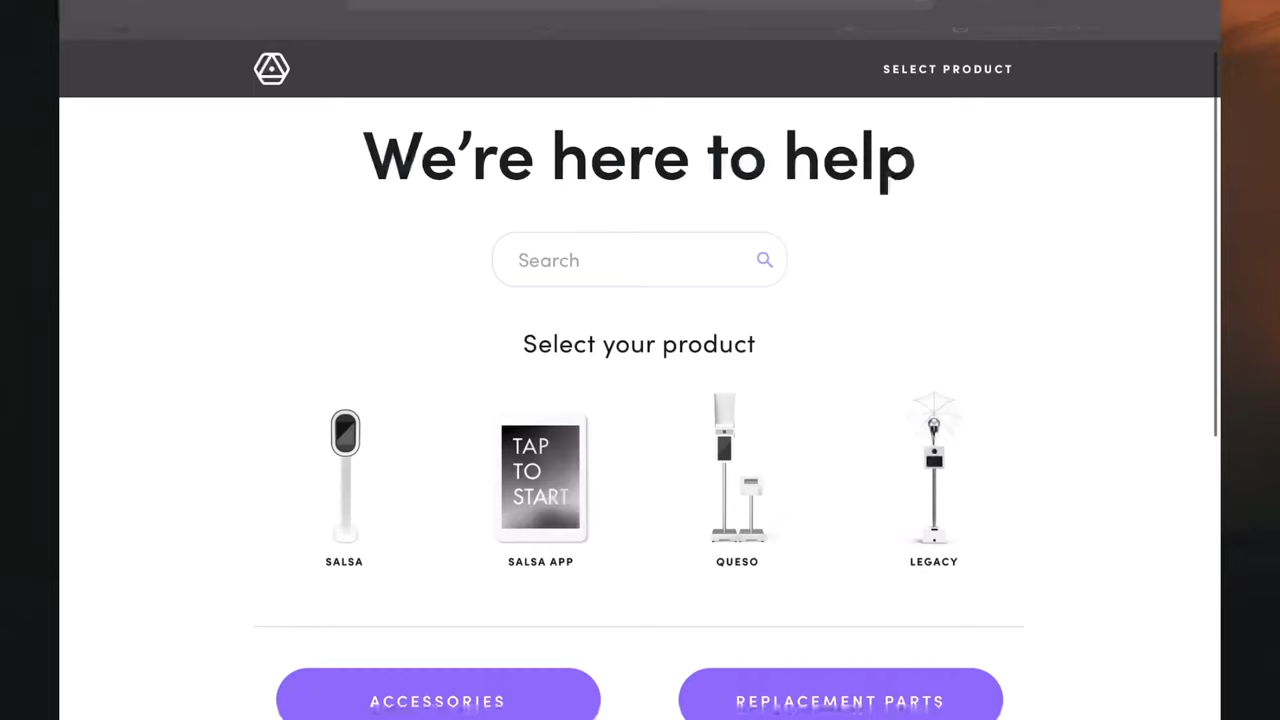 SELECT PRODUCT
We’re here to help
Search
Select your product
TAP
TO
START
SALSA
SALSA APP
QUESO
LEGACY
ACCESSORIES
REPLACEMENT PARTS